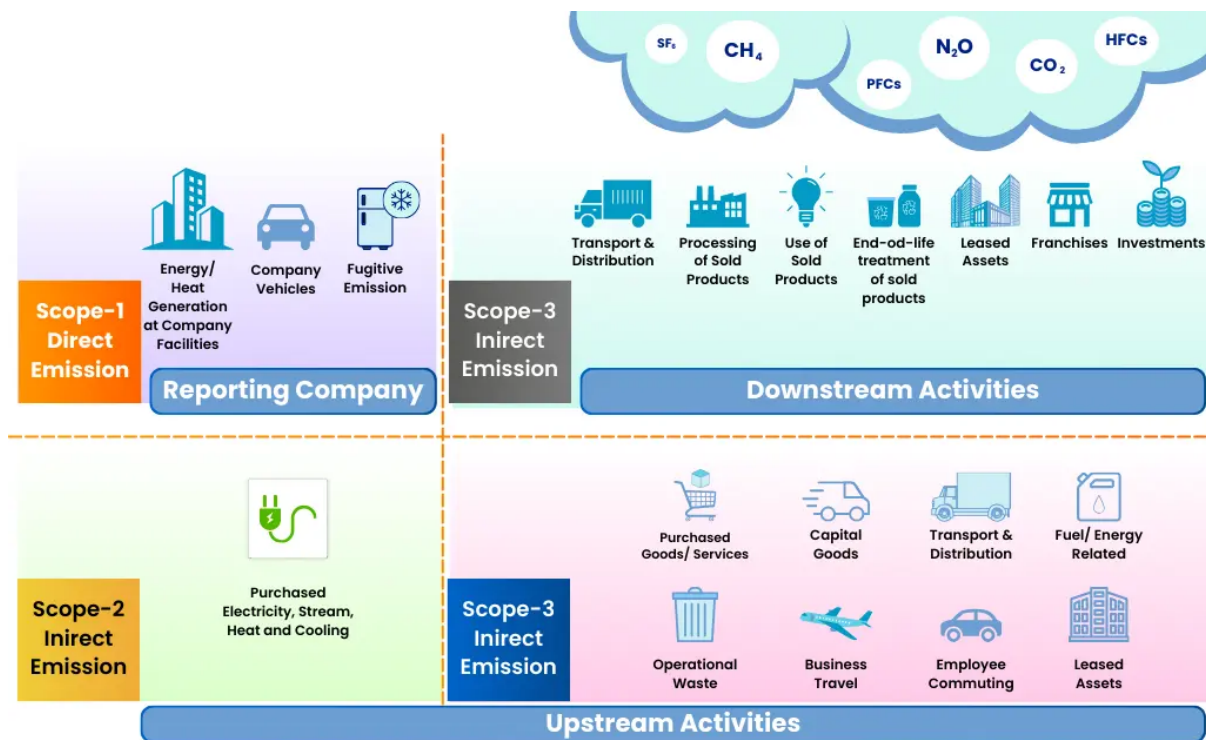 SF₆
CH₄
N₂O
HFCs
PFCs
CO₂
Energy/
Heat
Generation
at Company
Facilities
Company
Vehicles
Fugitive
Emission
Scope-1
Direct
Emission
Reporting Company
Transport &
Distribution
Processing
of Sold
Products
Use of
Sold
Products
End-od-life
treatment
of sold
products
Leased
Assets
Franchises
Investments
Scope-3
Inirect
Emission
Downstream Activities
Purchased
Electricity, Stream,
Heat and Cooling
Scope-2
Inirect
Emission
Purchased
Goods/ Services
Capital
Goods
Transport &
Distribution
Fuel/ Energy
Related
Scope-3
Inirect
Emission
Operational
Waste
Business
Travel
Employee
Commuting
Leased
Assets
Upstream Activities